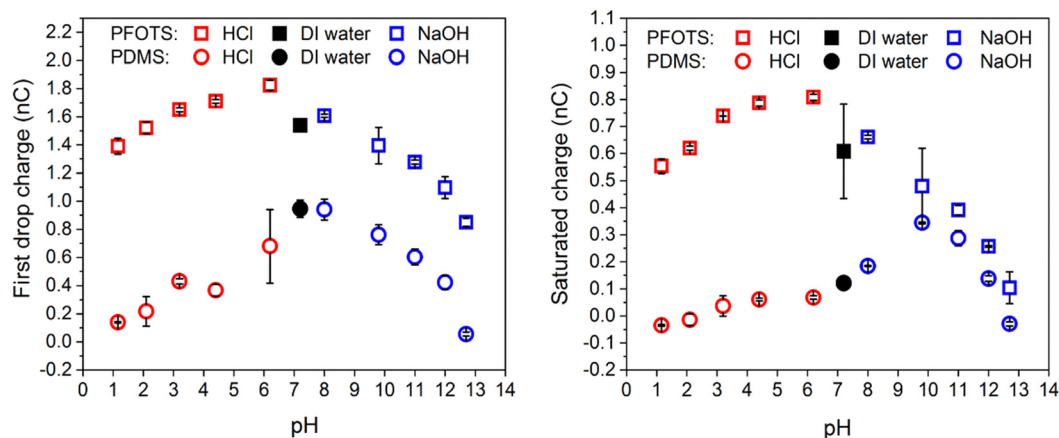 PFOTS: HCl DI water NaOH
PDMS: HCl DI water NaOH
First drop charge (nC)
2.2
2.0
1.8
1.6
1.4
1.2
1.0
0.8
0.6
0.4
0.2
0.0
-0.2
0 1 2 3 4 5 6 7 8 9 10 11 12 13 14
pH
PFOTS: HCl DI water NaOH
PDMS: HCl DI water NaOH
Saturated charge (nC)
1.1
1.0
0.9
0.8
0.7
0.6
0.5
0.4
0.3
0.2
0.1
0.0
-0.1
-0.2
0 1 2 3 4 5 6 7 8 9 10 11 12 13 14
pH